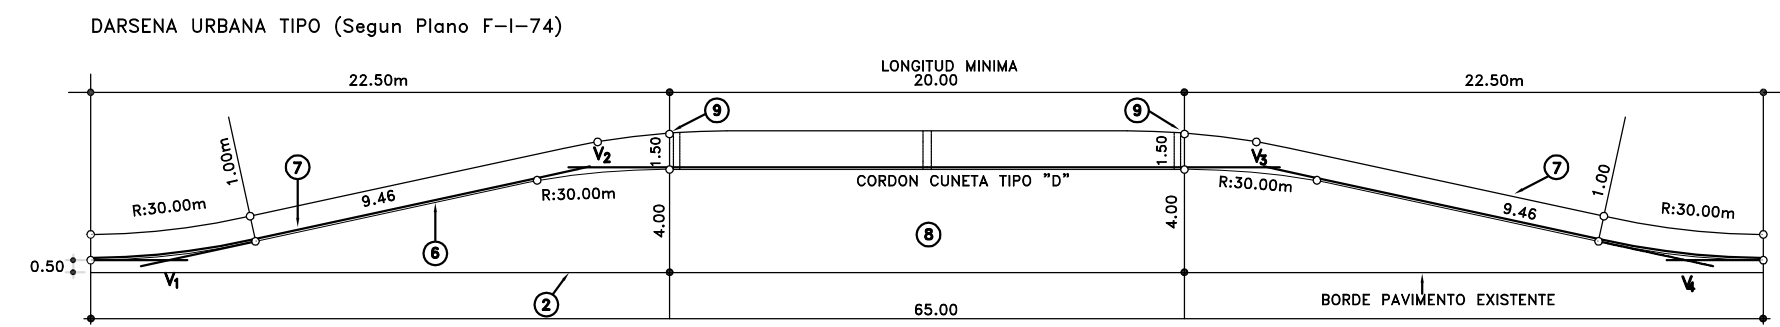 DARSENA URBANA TIPO (Segun Plano F-I-74)
LONGITUD MINIMA
22.50m
20.00
22.50m
9
9
1.00m
7
V2
1.50
1.50
V3
7
1.00
R:30.00m
9.46
R:30.00m
CORDON CUNETA TIPO "D"
R:30.00m
9.46
R:30.00m
4.00
4.00
6
8
0.50
V1
V4
2
BORDE PAVIMENTO EXISTENTE
65.00